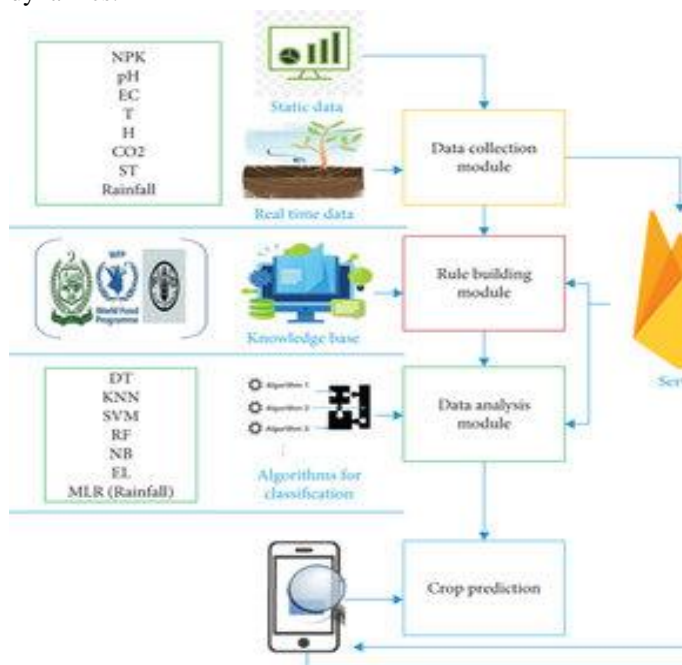 NPK
pH
EC
T
H
CO2
ST
Rainfall
Static data
Real time data
Data collection
module
WFP
World Food
Programme
Knowledge base
Rule building
module
DT
KNN
SVM
RF
NB
EL
MLR (Rainfall)
Algorithm 1
Algorithm 2
Algorithm 3
Algorithms for
classification
Data analysis
module
Crop prediction